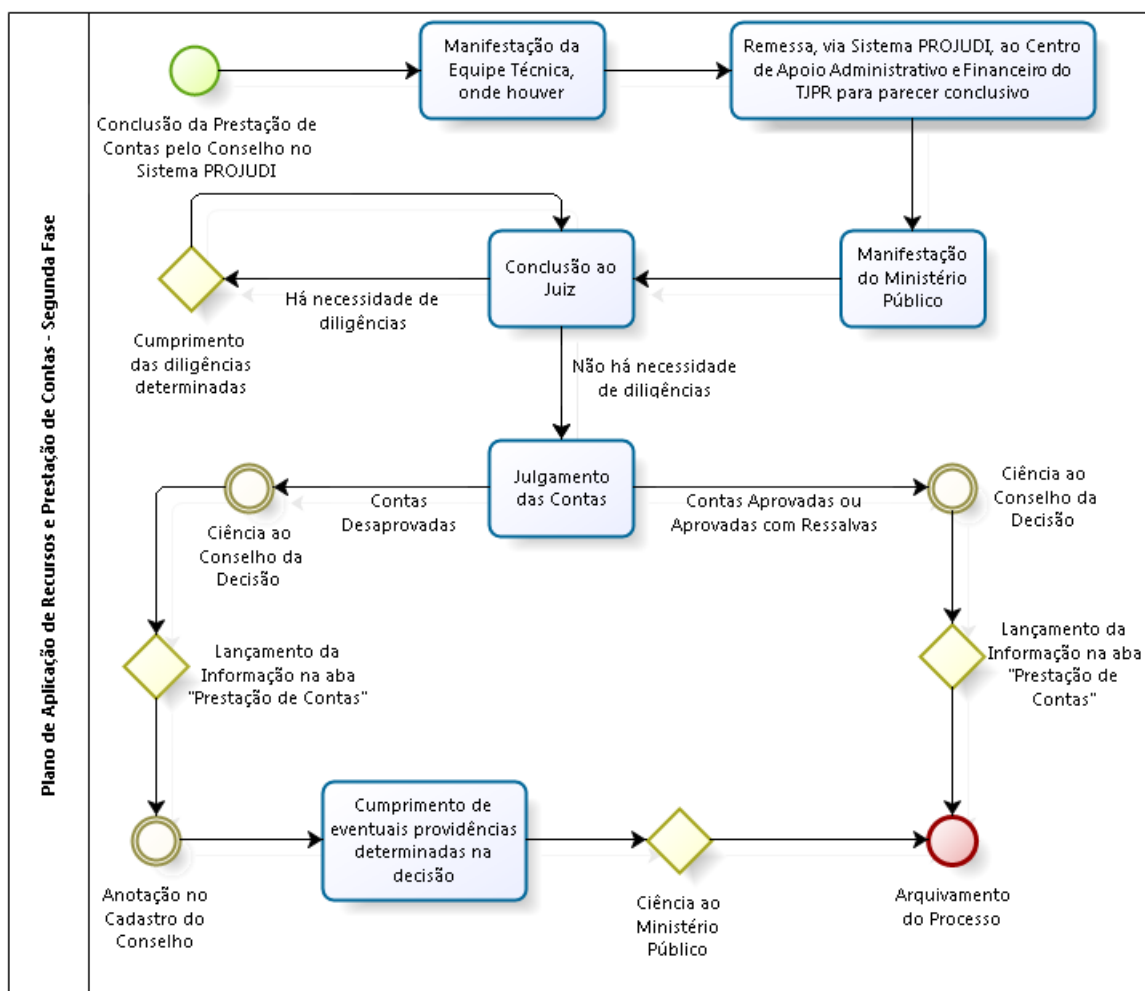 Plano de Aplicação de Recursos e Prestação de Contas - Segunda Fase
Conclusão da Prestação de
Contas pelo Conselho no
Sistema PROJUDI
Manifestação da
Equipe Técnica,
onde houver
Remessa, via Sistema PROJUDI, ao Centro
de Apoio Administrativo e Financeiro do
TJPR para parecer conclusivo
Manifestação
do Ministério
Público
Conclusão ao
Juiz
Há necessidade de
diligências
Cumprimento
das diligências
determinadas
Não há necessidade
de diligências
Julgamento
das Contas
Contas
Desaprovadas
Ciência ao
Conselho da
Decisão
Contas Aprovadas ou
Aprovadas com Ressalvas
Ciência ao
Conselho da
Decisão
Lançamento da
Informação na aba
"Prestação de Contas"
Lançamento da
Informação na aba
"Prestação de
Contas"
Anotação no
Cadastro do
Conselho
Cumprimento de
eventuais providências
determinadas na
decisão
Ciência ao
Ministério
Público
Arquivamento
do Processo